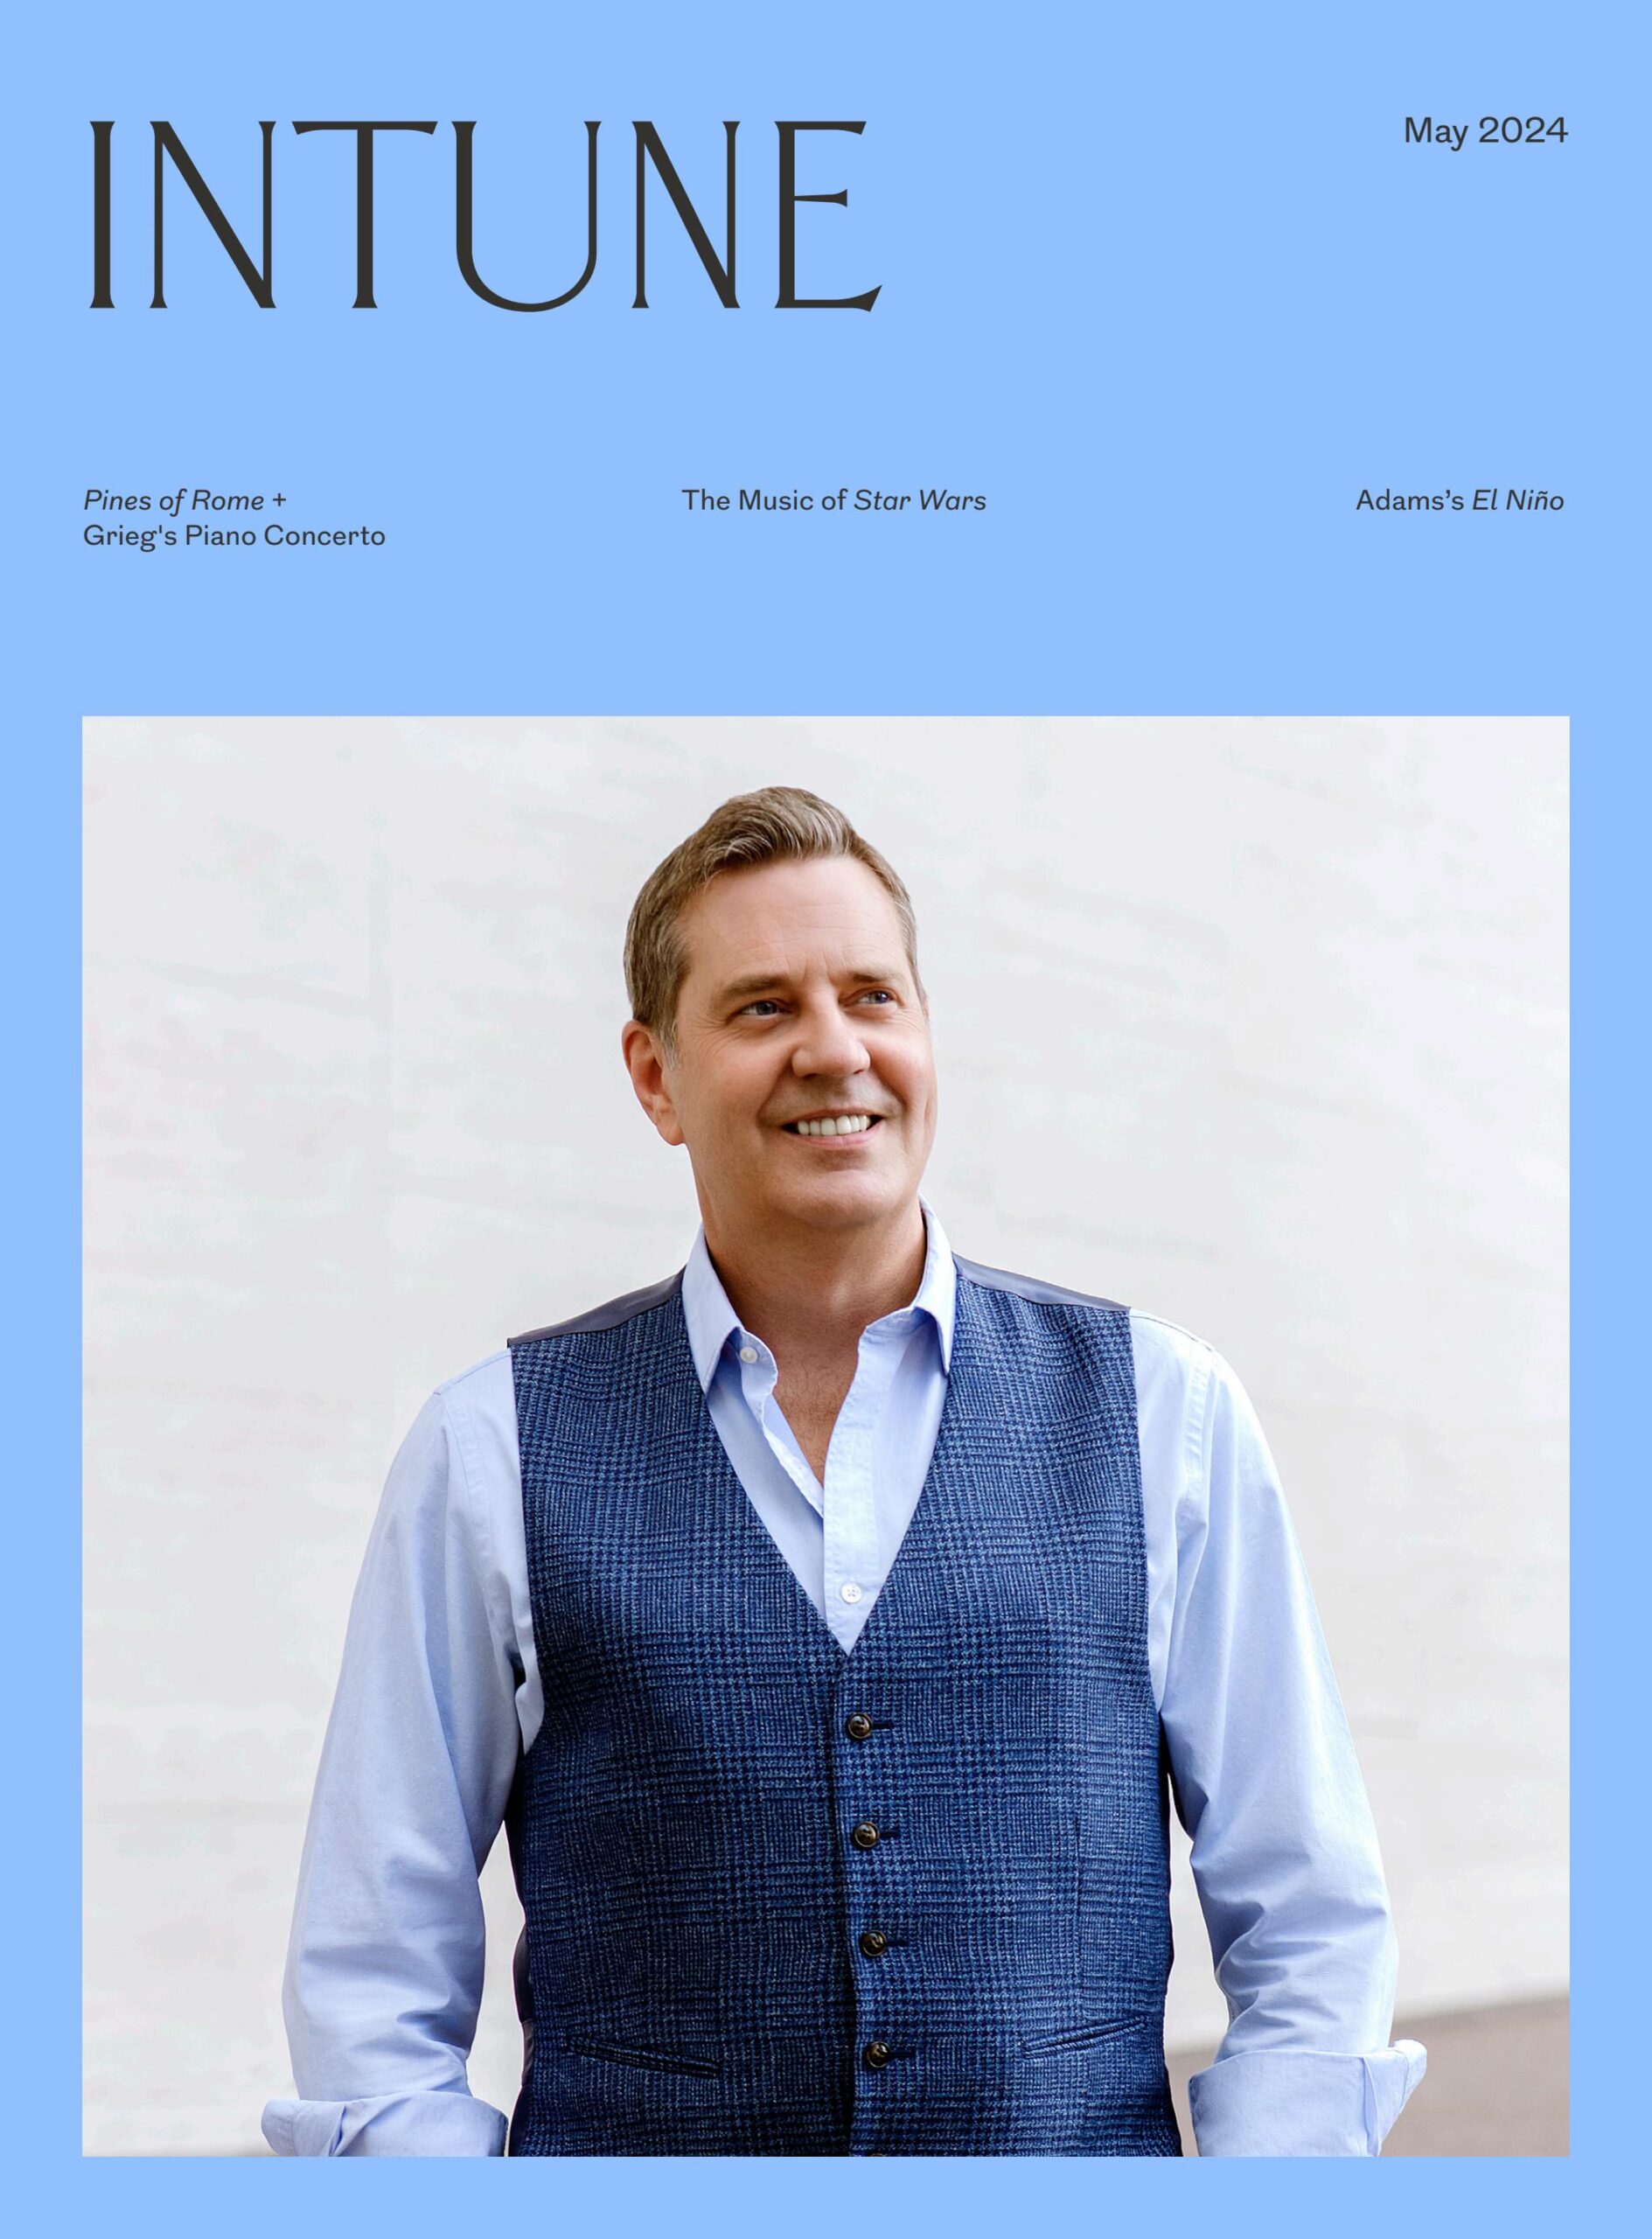 INTUNE
May 2024
Pines of Rome +
Grieg's Piano Concerto
The Music of Star Wars
Adams’s El Niño